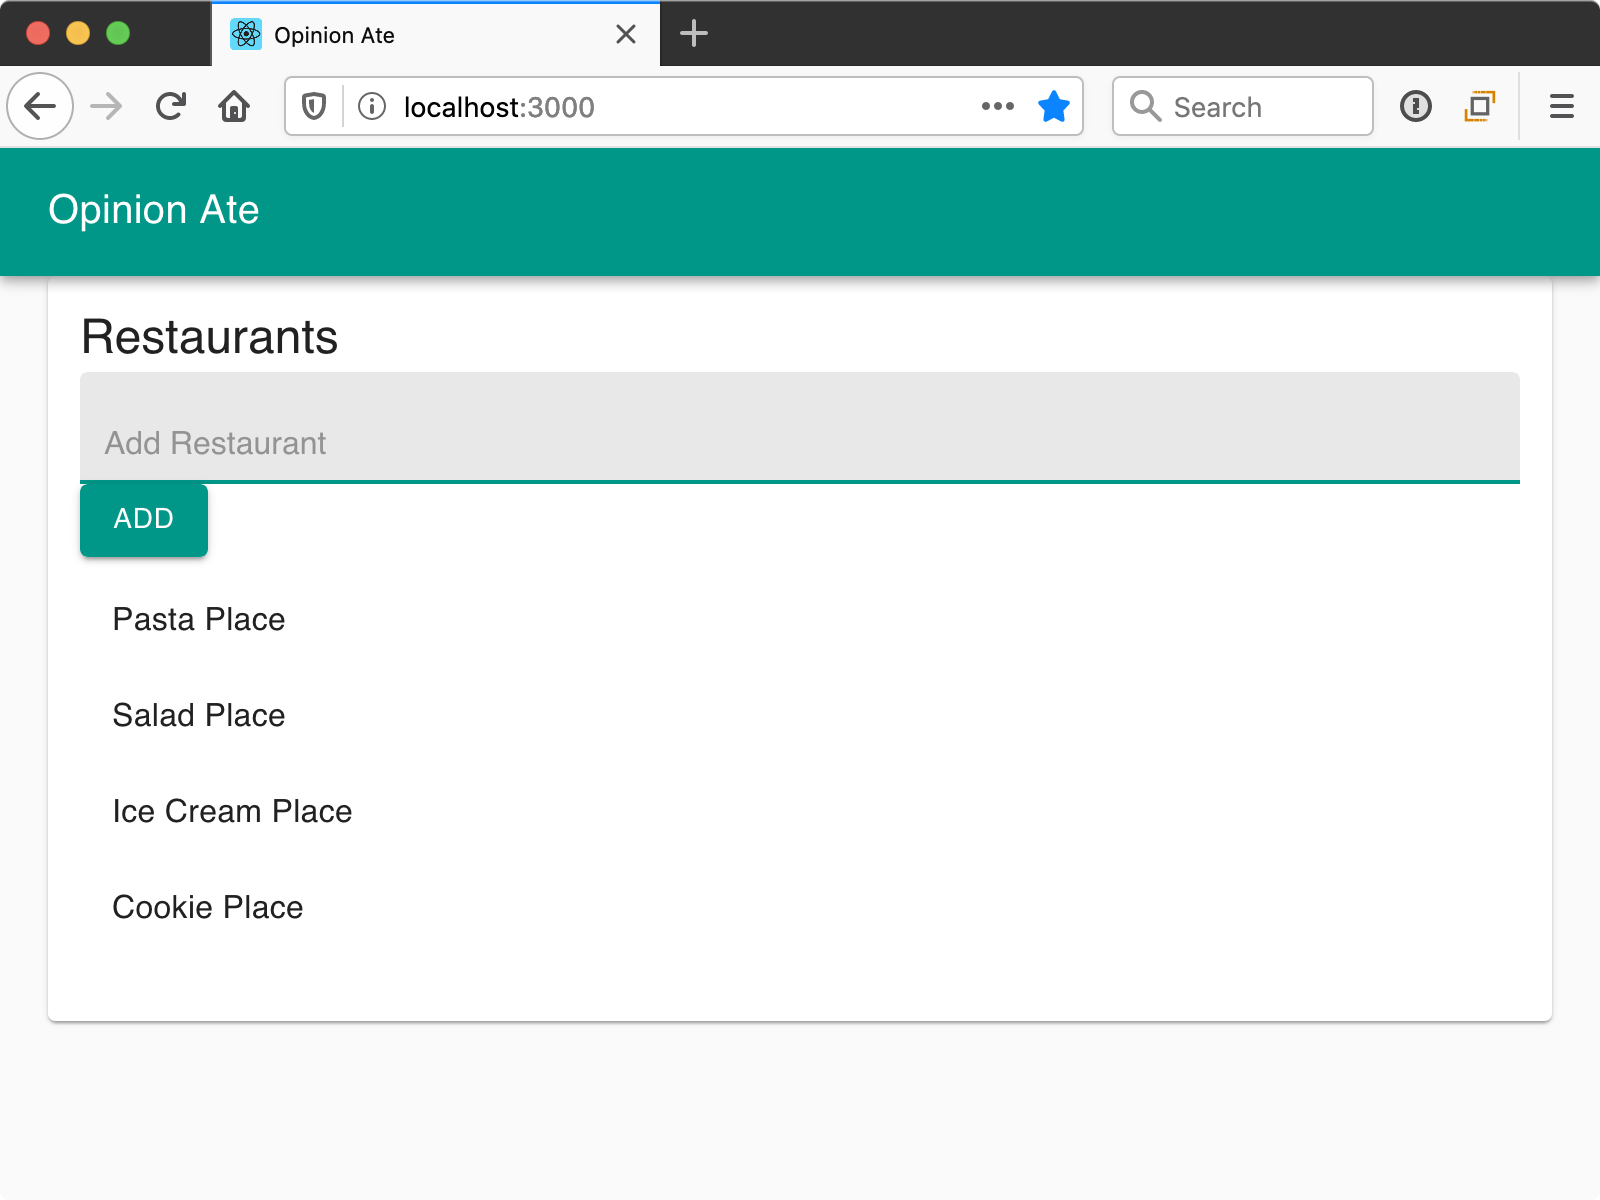 Opinion Ate
localhost:3000
Search
Opinion Ate
Restaurants
Add Restaurant
ADD
Pasta Place
Salad Place
Ice Cream Place
Cookie Place